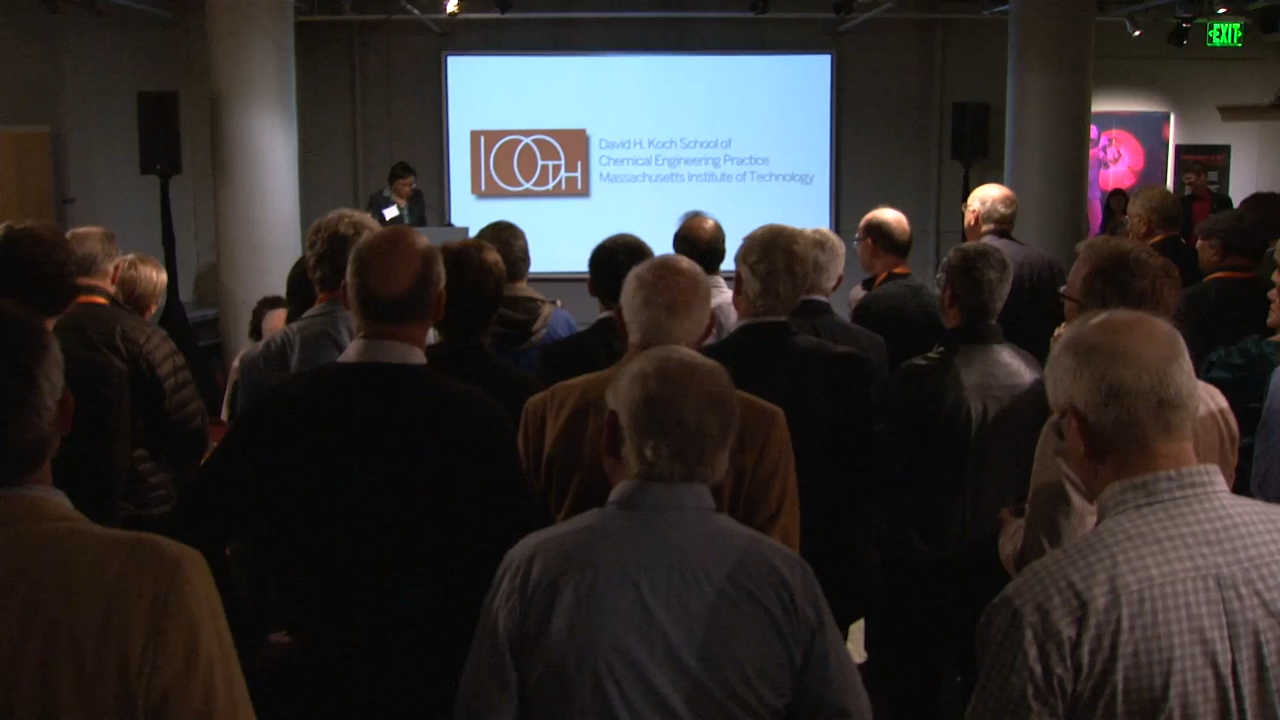 EXIT
100TH
David H. Koch School of
Chemical Engineering Practice
Massachusetts Institute of Technology